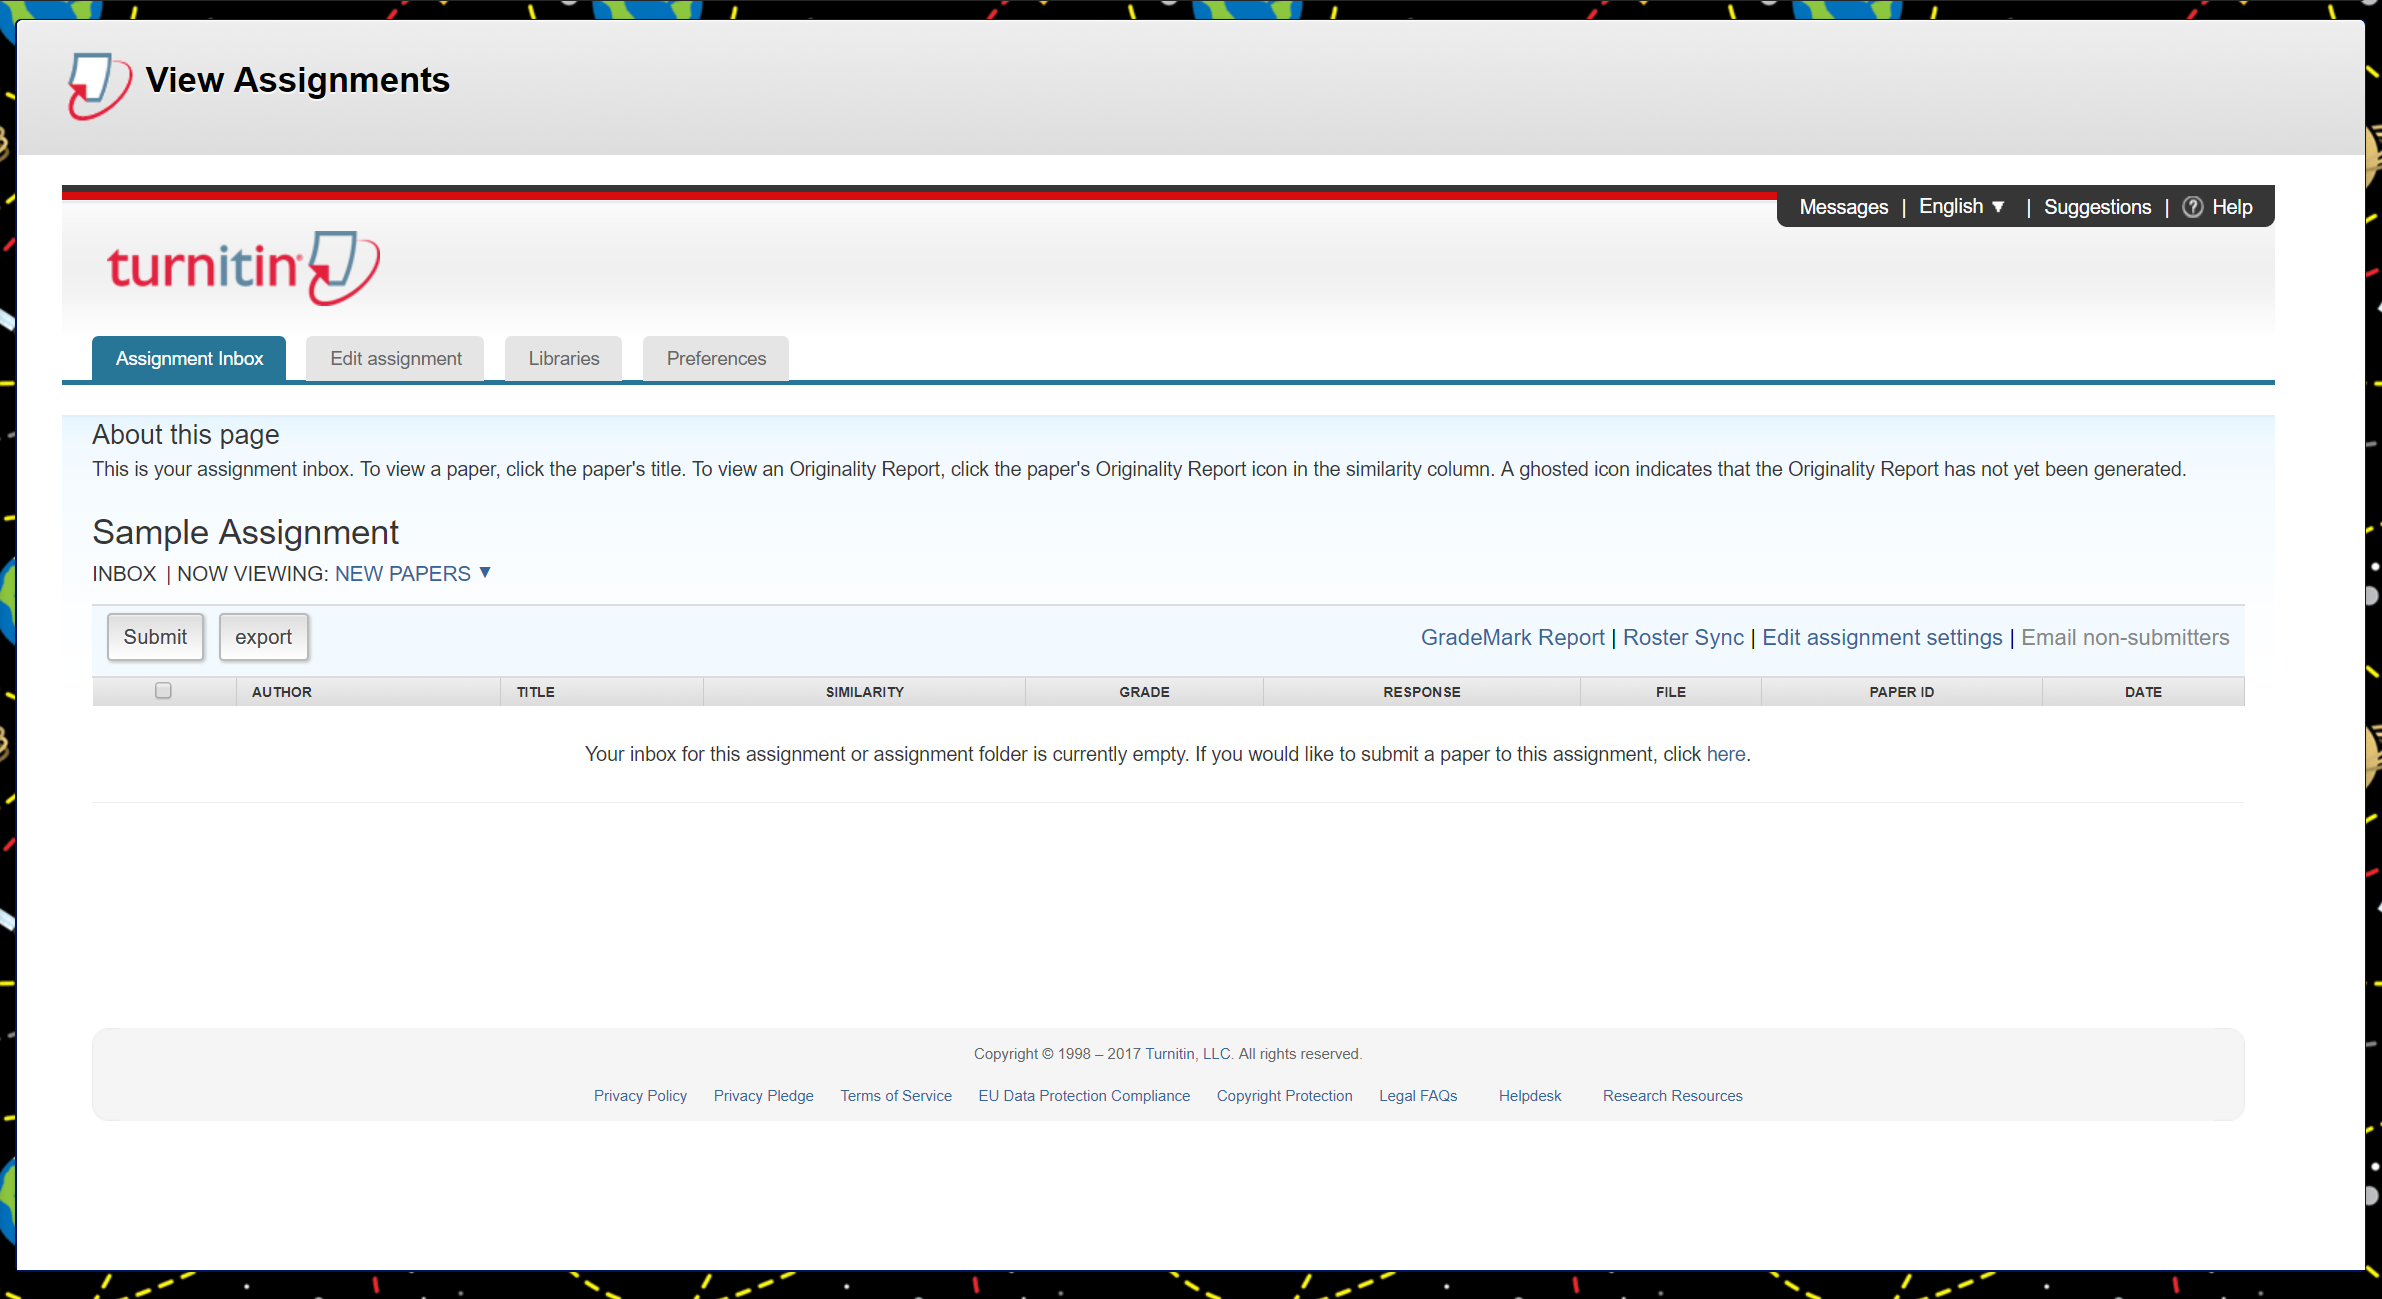 View Assignments
Messages | English ▼ | Suggestions | ? Help
turnitin
Assignment Inbox Edit assignment Libraries Preferences
About this page
This is your assignment inbox. To view a paper, click the paper's title. To view an Originality Report, click the paper's Originality Report icon in the similarity column. A ghosted icon indicates that the Originality Report has not yet been generated.
Sample Assignment
INBOX | NOW VIEWING: NEW PAPERS ▼
Submit export GradeMark Report | Roster Sync | Edit assignment settings | Email non-submitters
AUTHOR TITLE SIMILARITY GRADE RESPONSE FILE PAPER ID DATE
Your inbox for this assignment or assignment folder is currently empty. If you would like to submit a paper to this assignment, click here.
Copyright © 1998 – 2017 Turnitin, LLC. All rights reserved.
Privacy Policy Privacy Pledge Terms of Service EU Data Protection Compliance Copyright Protection Legal FAQs Helpdesk Research Resources